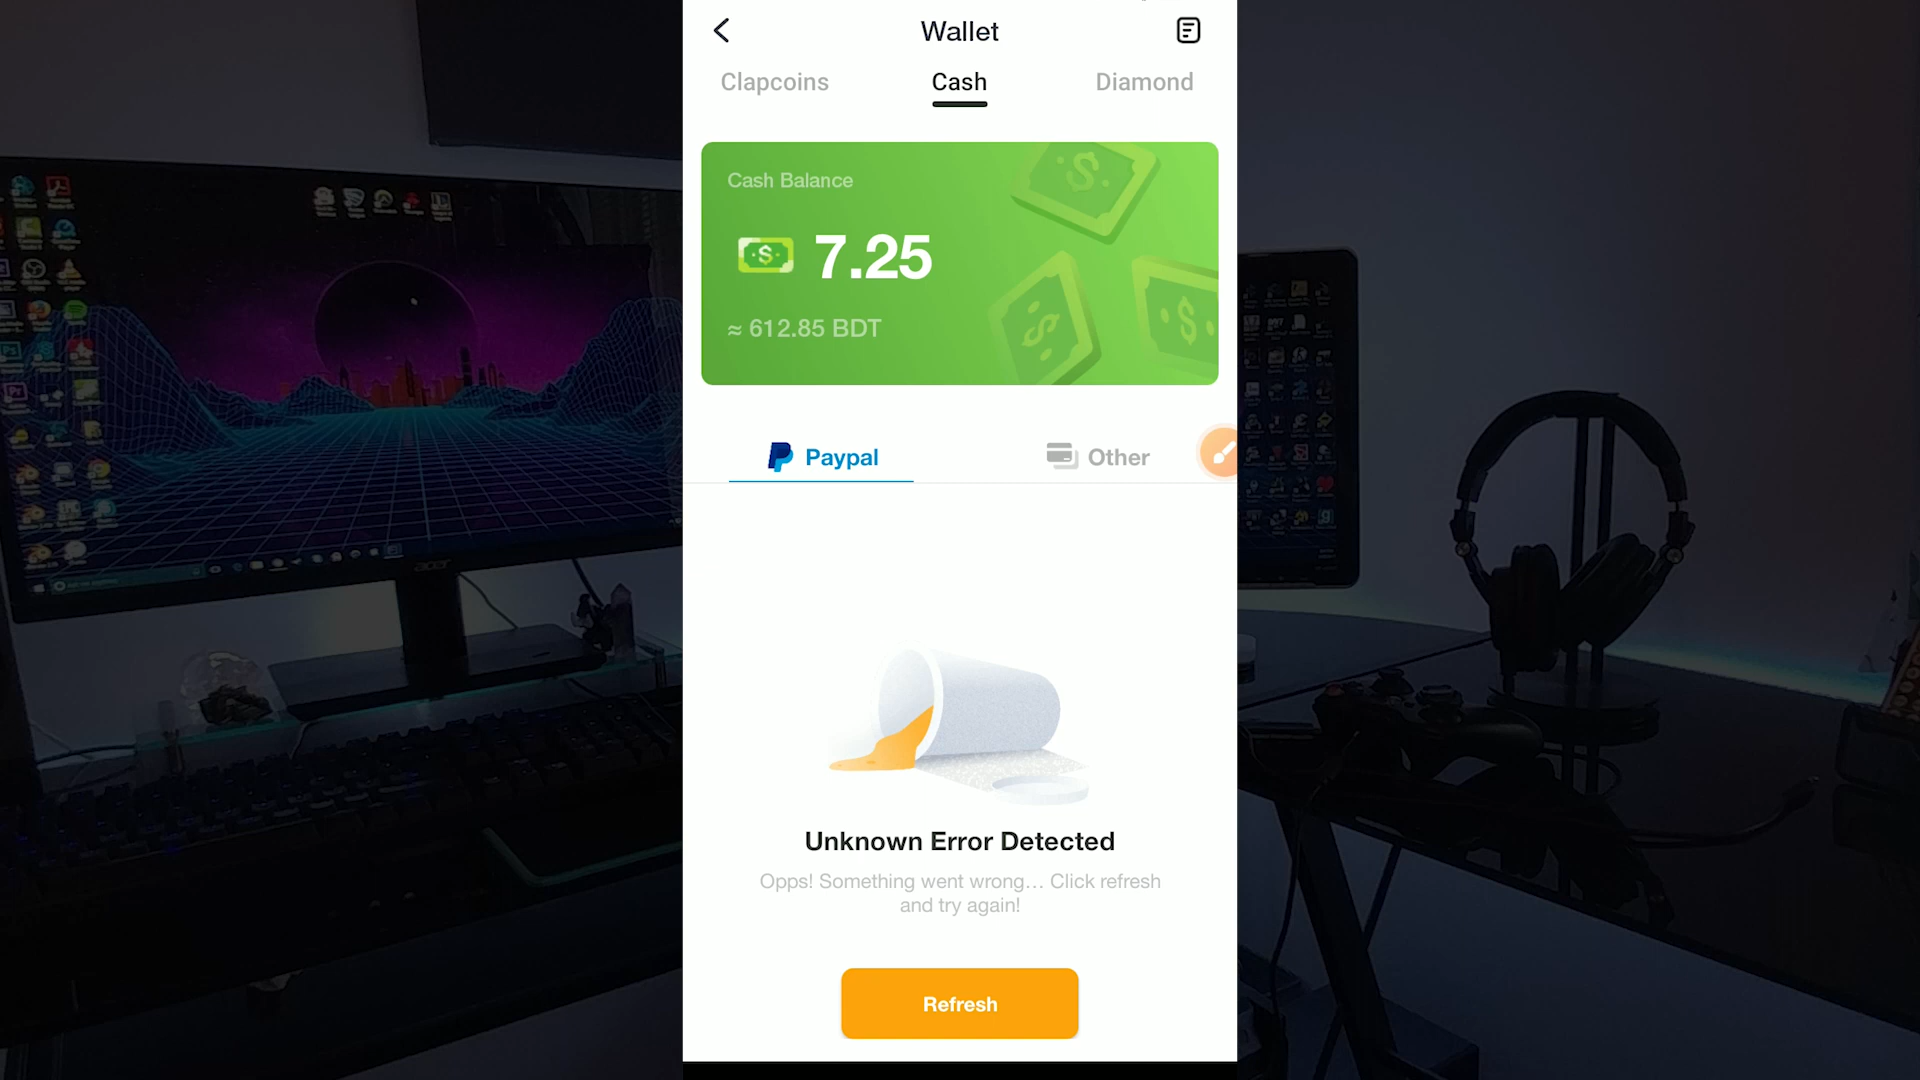 Wallet
Clapcoins Cash Diamond
Cash Balance
7.25
≈ 612.85 BDT
Paypal Other
Unknown Error Detected
Opps! Something went wrong... Click refresh
and try again!
Refresh